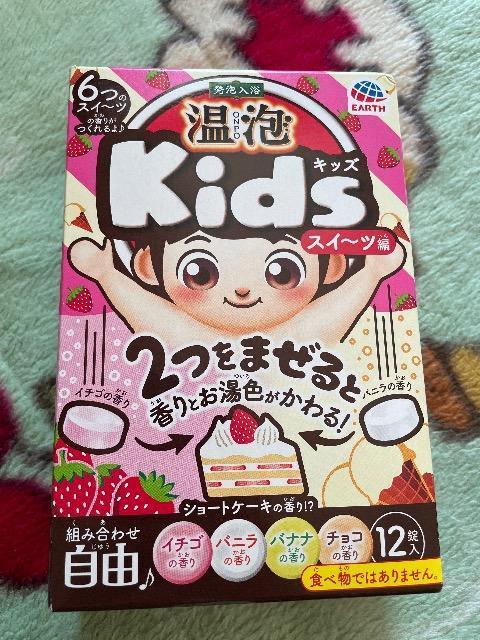 6つの
スイ〜ツ
の香りが
つくれるよ♪
発泡入浴
温泡
ONPO
EARTH
Kids
キッズ
スイ〜ツ編
2つをまぜると
香りとお湯色がかわる!
イチゴの香り
バニラの香り
ショートケーキの香り!?
組み合わせ
自由♪
イチゴ
の香り
バニラ
の香り
バナナ
の香り
チョコ
の香り
12錠
入
食べ物ではありません。